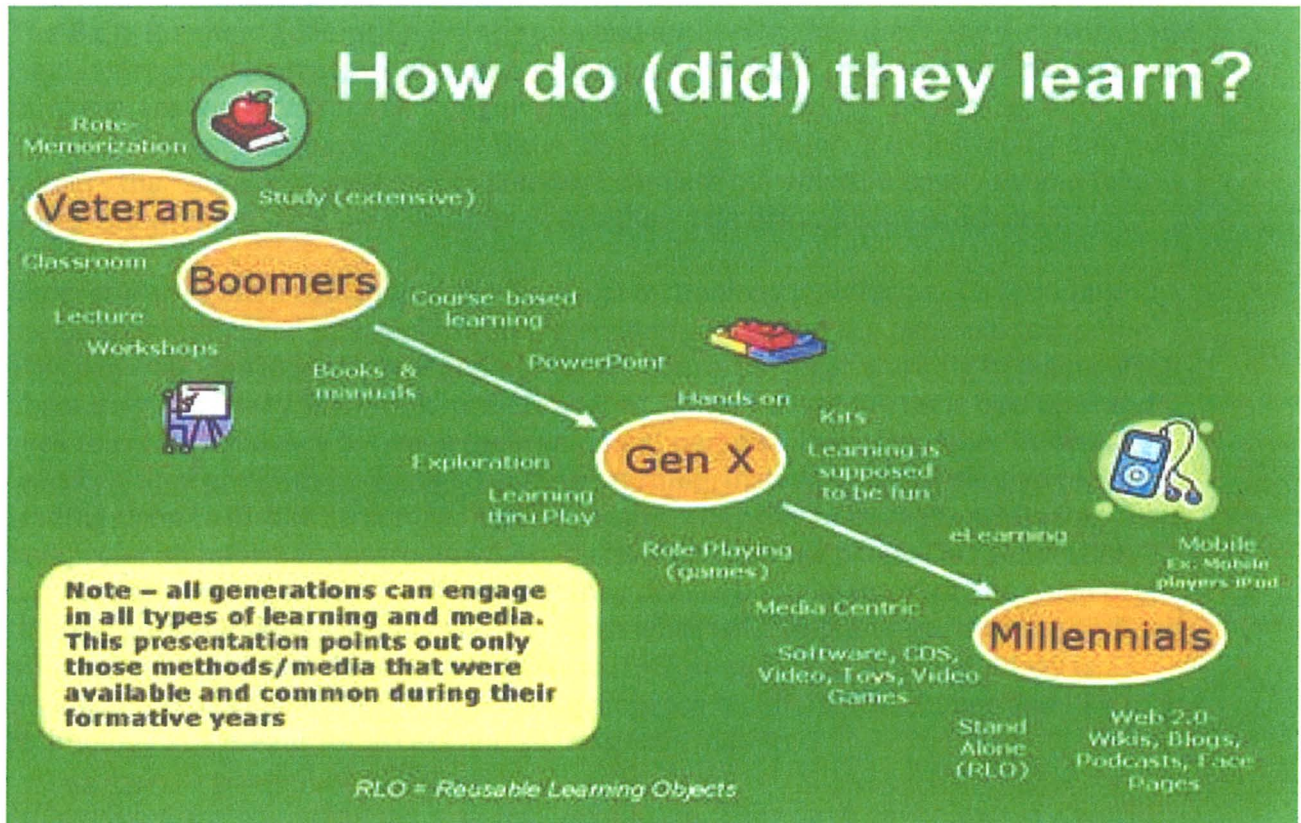 How do (did) they learn?
Rote-
Memorization
Veterans
Study (extensive)
Classroom
Boomers
Lecture
Workshops
Course-based
learning
Books &
manuals
PowerPoint
Hands on
Kits
Gen X
Exploration
Learning
thru Play
Learning is
supposed
to be fun
Role Playing
(games)
eLearning
Mobile
Ex. Mobile
players iPod
Media Centric
Millennials
Software, CDS,
Video, Toys, Video
Games
Stand
Alone
(RLO)
Web 2.0-
Wikis, Blogs,
Podcasts, Face
Pages
Note – all generations can engage
in all types of learning and media.
This presentation points out only
those methods/media that were
available and common during their
formative years
RLO = Reusable Learning Objects